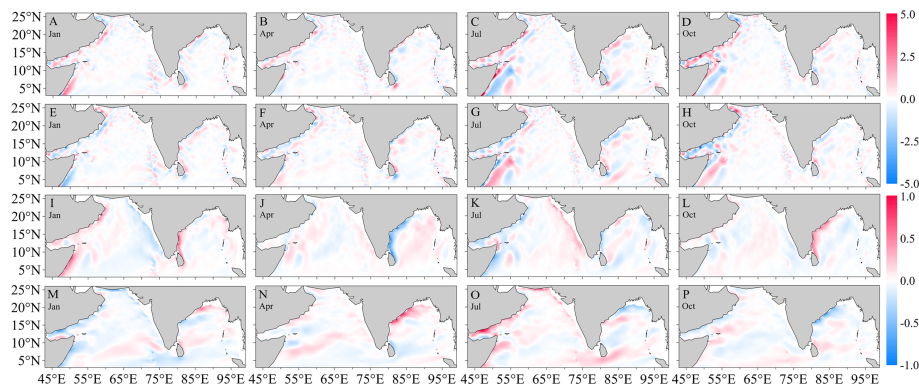 A B C D 5.0
25°N Jan Apr Jul Oct
20°N
15°N 2.5
10°N
5°N
E F G H 0.0
25°N Jan Apr Jul Oct
20°N
15°N -2.5
10°N
5°N -5.0
I J K L 1.0
25°N Jan Apr Jul Oct
20°N
15°N 0.5
10°N
5°N
M N O P 0.0
25°N Jan Apr Jul Oct
20°N
15°N -0.5
10°N
5°N -1.0
45°E 55°E 65°E 75°E 85°E 95°E 45°E 55°E 65°E 75°E 85°E 95°E 45°E 55°E 65°E 75°E 85°E 95°E 45°E 55°E 65°E 75°E 85°E 95°E